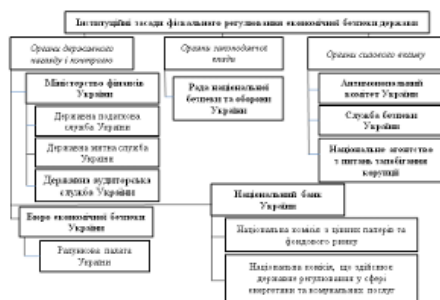 Інституційні засади фіскального регулювання економічної безпеки держави
Органи державного
нагляду і контролю
Органи законодавчої
влади
Органи силового впливу
Міністерство фінансів
України
Державна податкова
служба України
Державна митна служба
України
Державна аудиторська
служба України
Бюро економічної безпеки
України
Рахункова палата
України
Рада національної
безпеки та оборони
України
Антимонопольний
комітет України
Служба безпеки
України
Національне агентство
з питань запобігання
корупції
Національний банк
України
Національна комісія з цінних паперів та
фондового ринку
Національна комісія, що здійснює
державне регулювання у сфері
енергетики та комунальних послуг